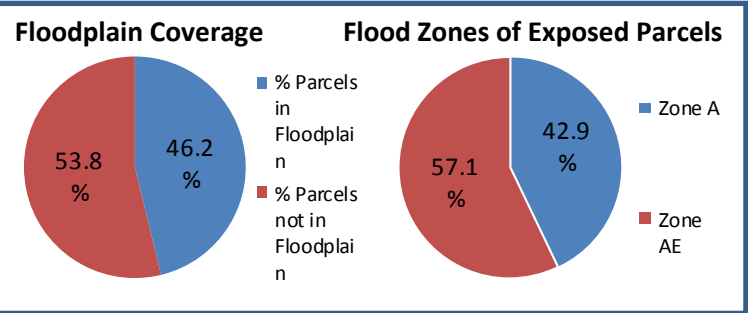 Floodplain Coverage
53.8
%
46.2
%
% Parcels
in
Floodplai
n
% Parcels
not in
Floodplai
n
Flood Zones of Exposed Parcels
57.1
%
42.9
%
Zone A
Zone
AE